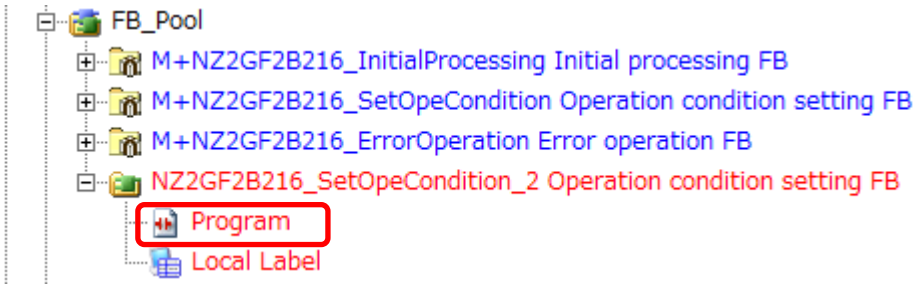 FB_Pool
M+NZ2GF2B216_InitialProcessing Initial processing FB
M+NZ2GF2B216_SetOpeCondition Operation condition setting FB
M+NZ2GF2B216_ErrorOperation Error operation FB
NZ2GF2B216_SetOpeCondition_2 Operation condition setting FB
Program
Local Label